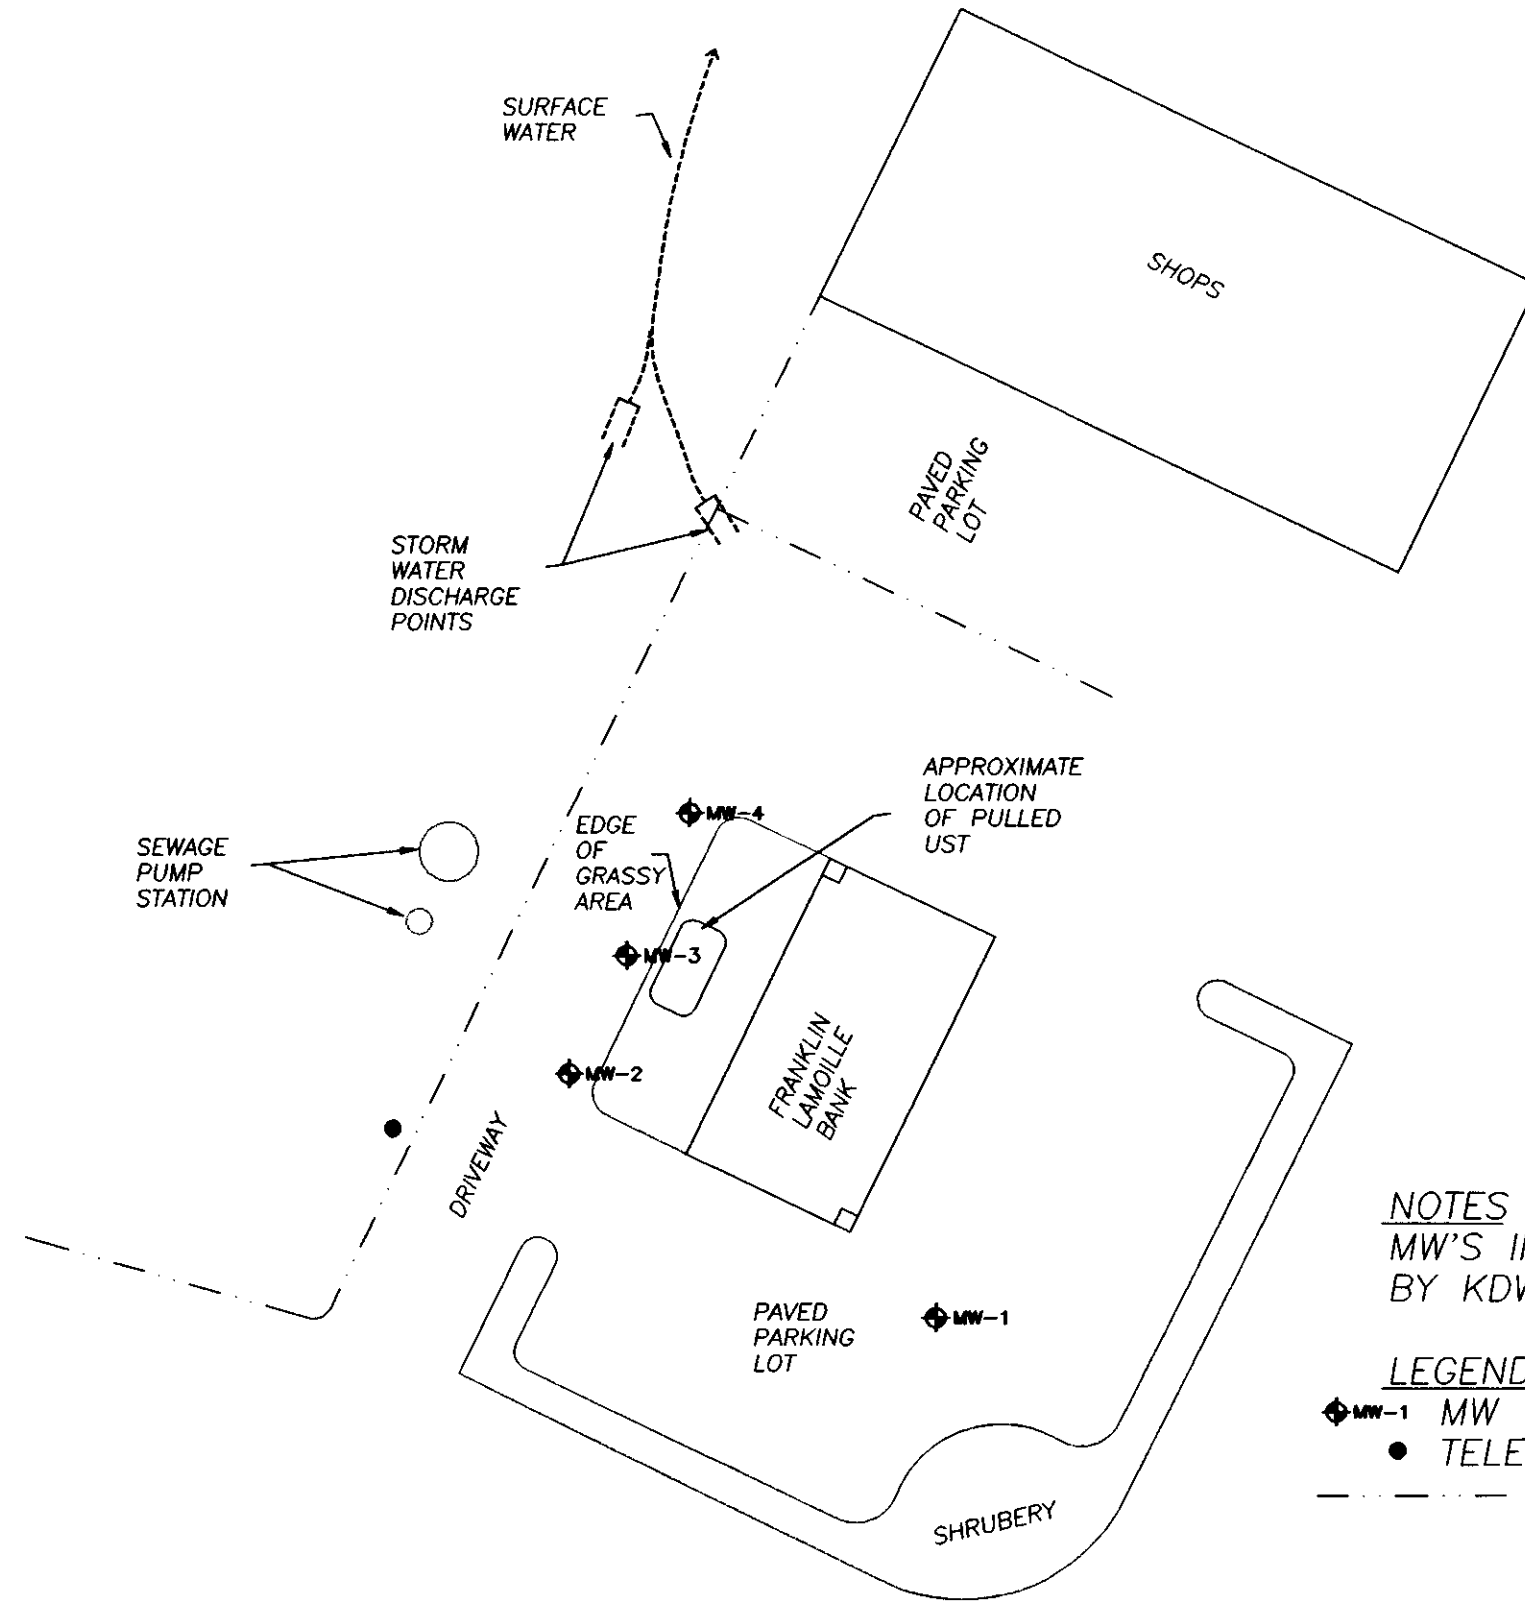 SURFACE
WATER
SHOPS
PAVED
PARKING
LOT
STORM
WATER
DISCHARGE
POINTS
APPROXIMATE
LOCATION
OF PULLED
UST
MW-4
EDGE
OF
GRASSY
AREA
SEWAGE
PUMP
STATION
MW-3
FRANKLIN
LAMOILLE
BANK
MW-2
DRIVEWAY
NOTES
MW'S
BY
PAVED
PARKING
LOT
MW-1
LEGEND
MW-1 MW
SHRUBERY